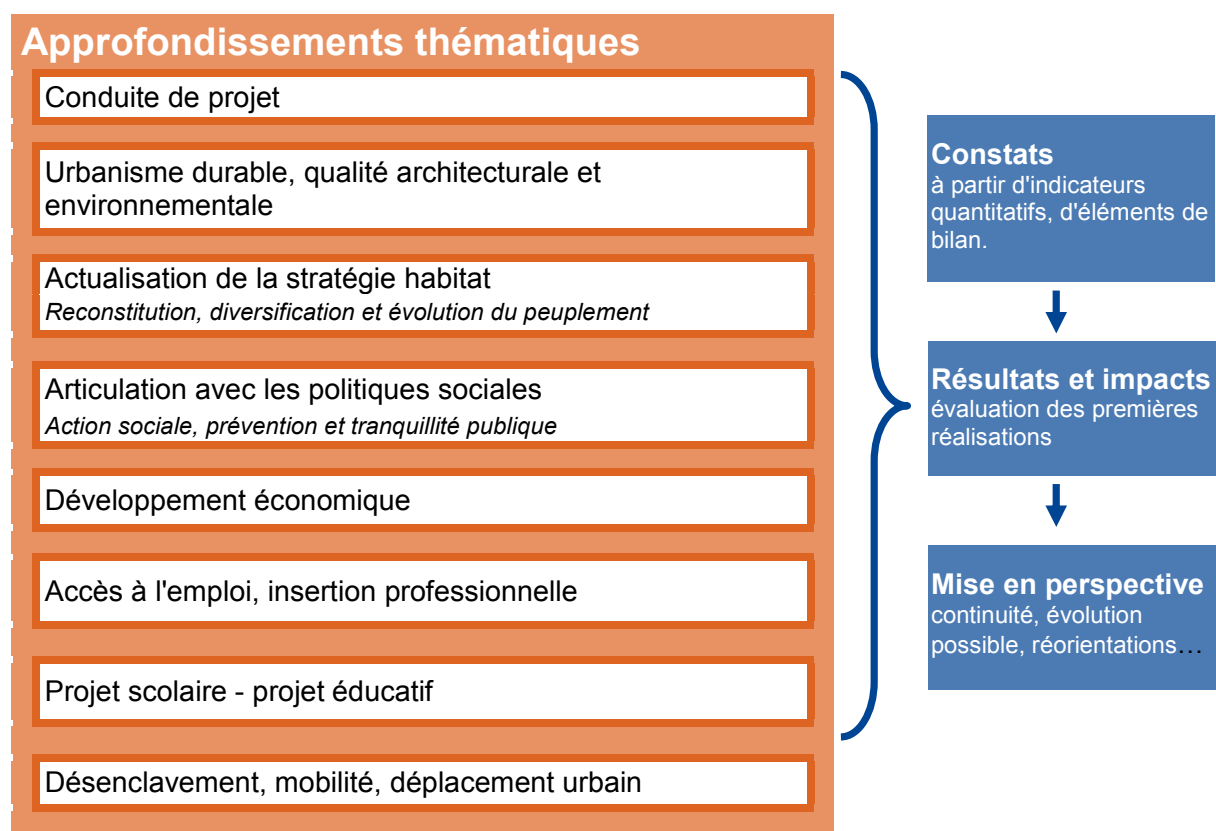 Approfondissements thématiques
Conduite de projet
Urbanisme durable, qualité architecturale et
environnementale
Actualisation de la stratégie habitat
Reconstitution, diversification et évolution du peuplement
Articulation avec les politiques sociales
Action sociale, prévention et tranquillité publique
Développement économique
Accès à l'emploi, insertion professionnelle
Projet scolaire - projet éducatif
Désenclavement, mobilité, déplacement urbain
Constats
à partir d'indicateurs
quantitatifs, d'éléments de
bilan.
Résultats et impacts
évaluation des premières
réalisations
Mise en perspective
continuité, évolution
possible, réorientations…